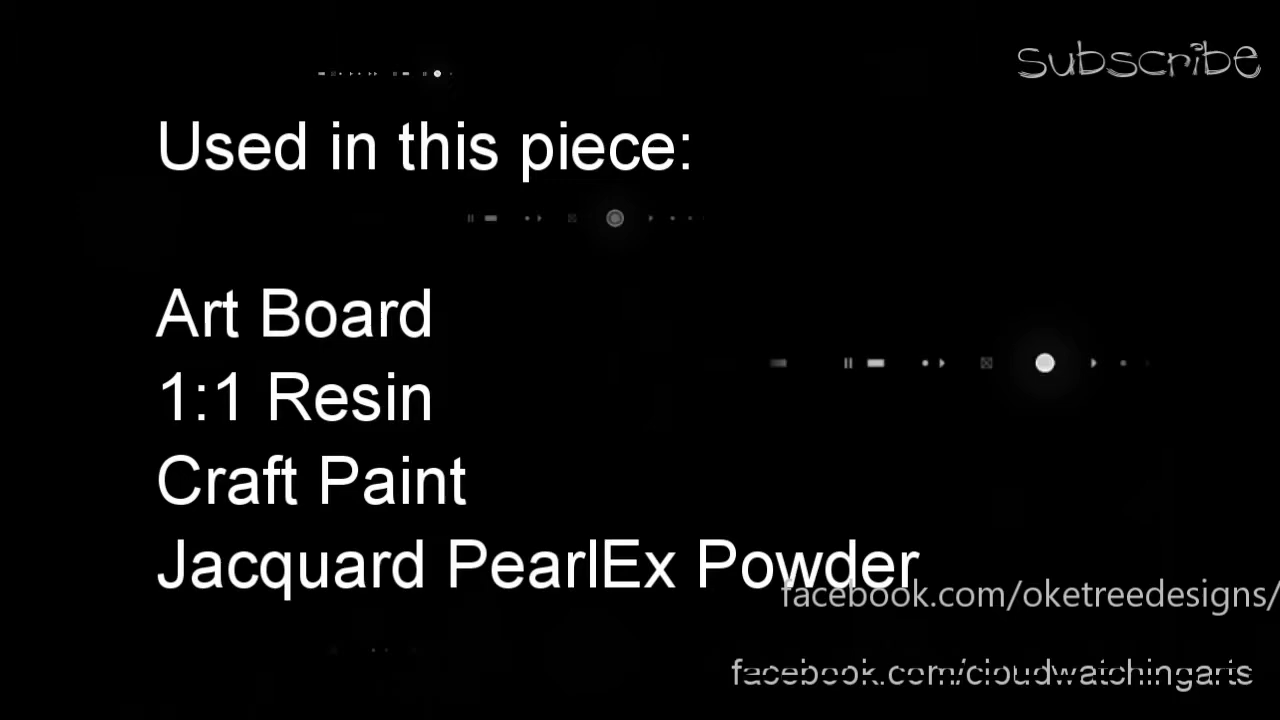 subscribe
Used in this piece:
Art Board
1:1 Resin
Craft Paint
Jacquard PearlEx Powder
facebook.com/oketreedesigns/
facebook.com/cloudwatchingarts